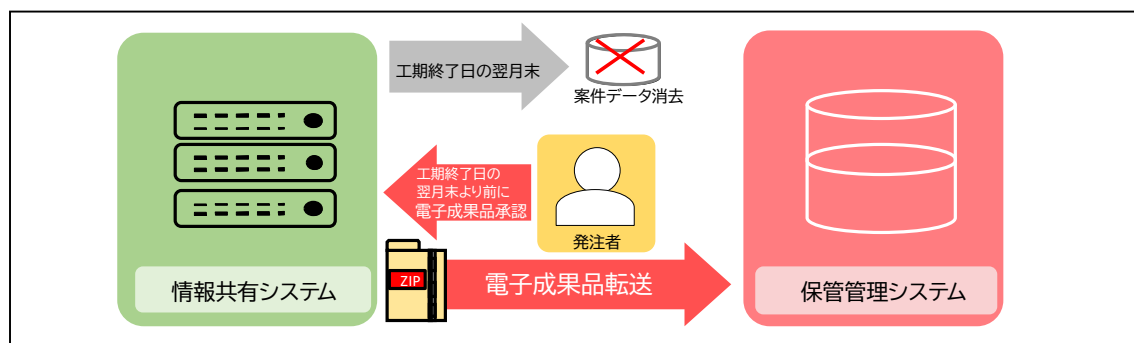 工期終了日の翌月末
案件データ消去
工期終了日の
翌月末より前に
電子成果品承認
発注者
ZIP
電子成果品転送
情報共有システム
保管管理システム